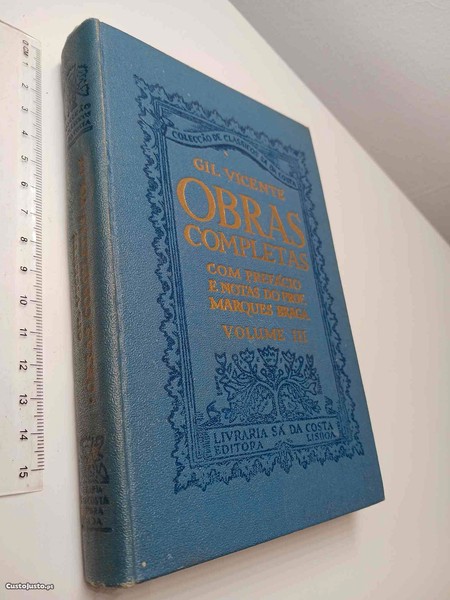 COLECÇÃO DE CLÁSSICOS SÁ DA COSTA
GIL VICENTE
OBRAS
COMPLETAS
COM PREFÁCIO
E NOTAS DO PROF.
MARQUES BRAGA
VOLUME III
LIVRARIA SÁ DA COSTA
EDITORA LISBOA
0 CM 1 2 3 4 5 6 7 8 9 10 11 12 13 14 15
CustoJusto.pt